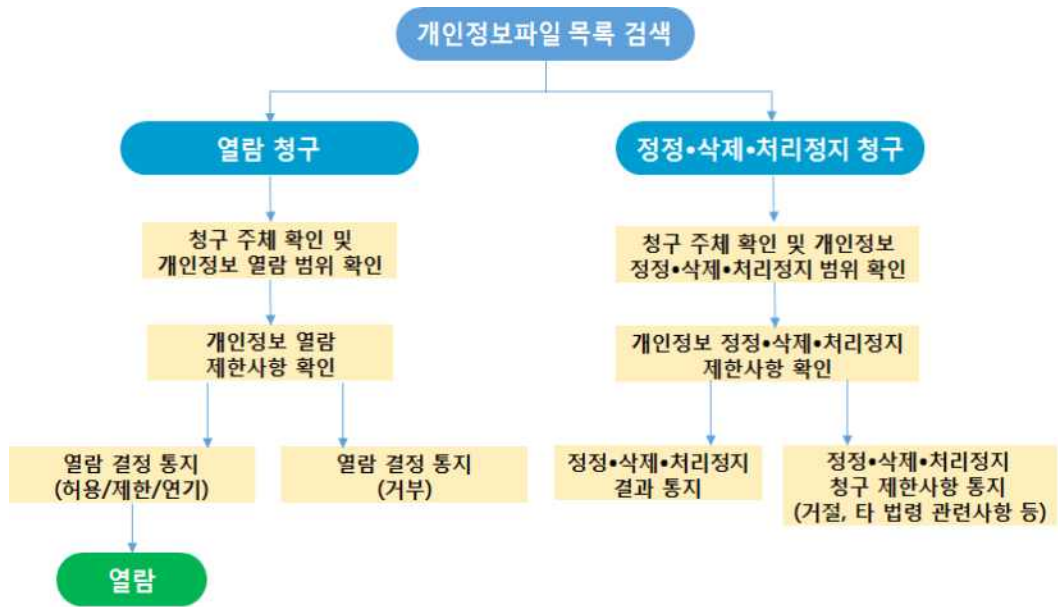 개인정보파일 목록 검색
열람 청구
정정•삭제•처리정지 청구
청구 주체 확인 및
개인정보 열람 범위 확인
청구 주체 확인 및 개인정보
정정•삭제•처리정지 범위 확인
개인정보 열람
제한사항 확인
개인정보 정정•삭제•처리정지
제한사항 확인
열람 결정 통지
(허용/제한/연기)
열람 결정 통지
(거부)
정정•삭제•처리정지
결과 통지
정정•삭제•처리정지
청구 제한사항 통지
(거절, 타 법령 관련사항 등)
열람